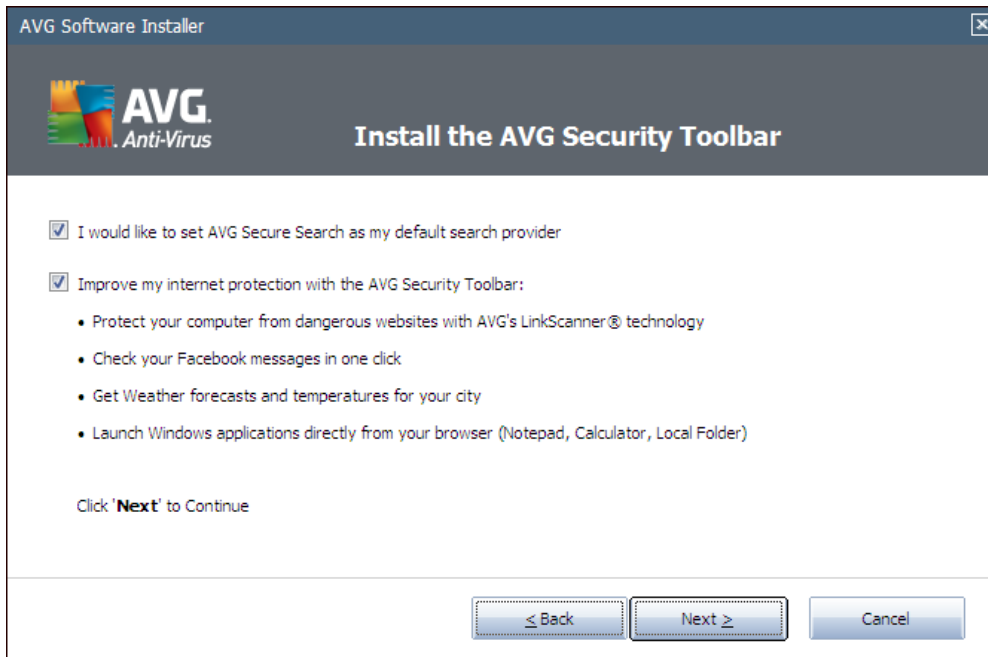 AVG Software Installer
AVG.
Anti-Virus
Install the AVG Security Toolbar
I would like to set AVG Secure Search as my default search provider
Improve my internet protection with the AVG Security Toolbar:
• Protect your computer from dangerous websites with AVG's LinkScanner® technology
• Check your Facebook messages in one click
• Get Weather forecasts and temperatures for your city
• Launch Windows applications directly from your browser (Notepad, Calculator, Local Folder)
Click 'Next' to Continue
< Back
Next >
Cancel